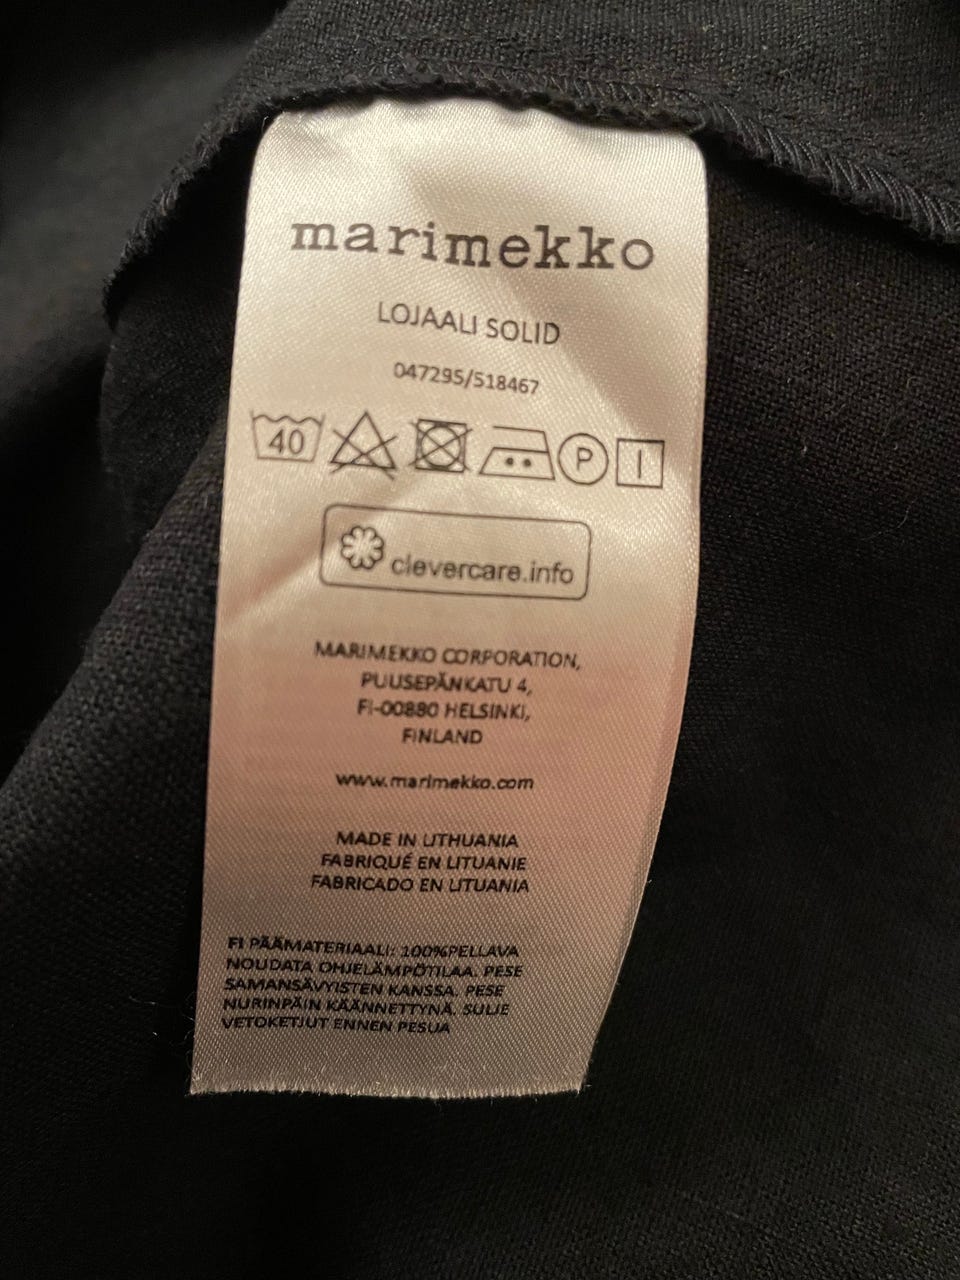 marimekko
LOJAALI SOLID
047295/518467
40 P
clevercare.info
MARIMEKKO CORPORATION,
PUUSEPÄNKATU 4,
FI-00880 HELSINKI,
FINLAND
www.marimekko.com
MADE IN LITHUANIA
FABRIQUÉ EN LITUANIE
FABRICADO EN LITUANIA
FI PÄÄMATERIAALI: 100%PELLAVA
NOUDATA OHJELÄMPÖTILAA. PESE
SAMANSÄVYISTEN KANSSA. PESE
NURINPÄIN KÄÄNNETTYNÄ. SULJE
VETOKETJUT ENNEN PESUA